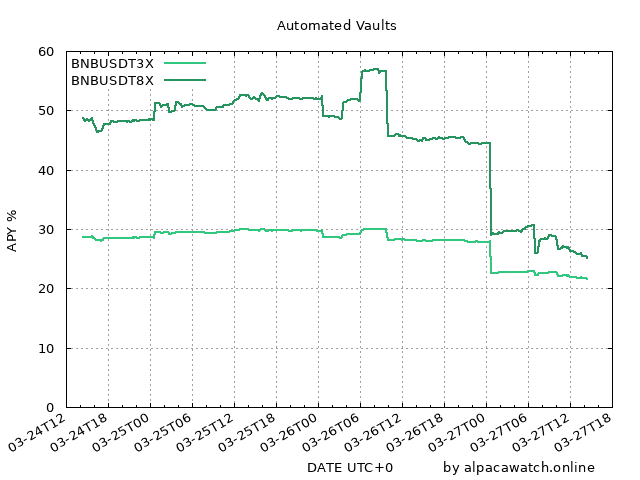 Automated Vaults
BNBUSDT3X
BNBUSDT8X
APY %
60
50
40
30
20
10
0
03-24T12
03-24T18
03-25T00
03-25T06
03-25T12
03-25T18
03-26T00
03-26T06
03-26T12
03-26T18
03-27T00
03-27T06
03-27T12
03-27T18
DATE UTC+0
by alpacawatch.online